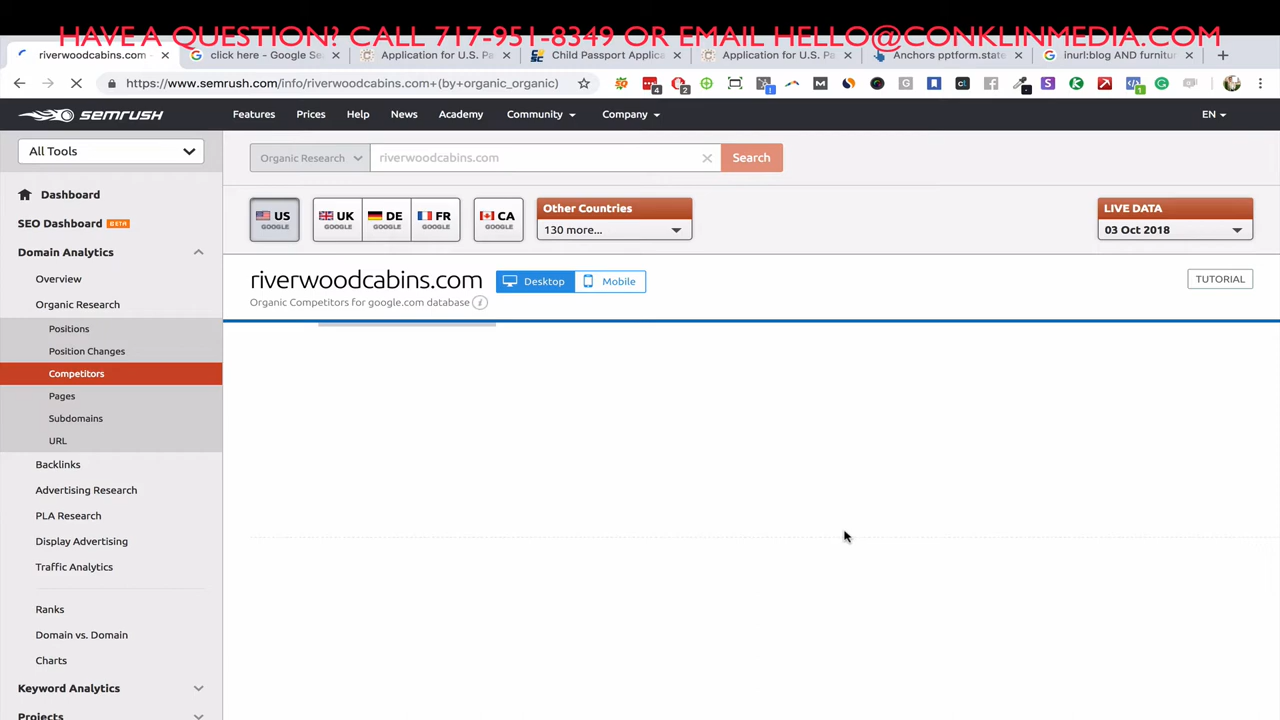 HAVE A QUESTION? CALL 717-951-8349 OR EMAIL HELLO@CONKLINMEDIA.COM
riverwoodcabins.com
click here - Google Se
Application for U.S. Pa
Child Passport Applica
Application for U.S. Pa
Anchors pptform.state
inurl:blog AND furnitur
https://www.semrush.com/info/riverwoodcabins.com+(by+organic_organic)
4
2
1
semrush
Features
Prices
Help
News
Academy
Community
Company
EN
All Tools
Organic Research
riverwoodcabins.com
Search
Dashboard
SEO Dashboard BETA
Domain Analytics
Overview
Organic Research
Positions
Position Changes
Competitors
Pages
Subdomains
URL
Backlinks
Advertising Research
PLA Research
Display Advertising
Traffic Analytics
Ranks
Domain vs. Domain
Charts
Keyword Analytics
Projects
US
GOOGLE
UK
GOOGLE
DE
GOOGLE
FR
GOOGLE
CA
GOOGLE
Other Countries
130 more...
LIVE DATA
03 Oct 2018
riverwoodcabins.com
Desktop
Mobile
TUTORIAL
Organic Competitors for google.com database